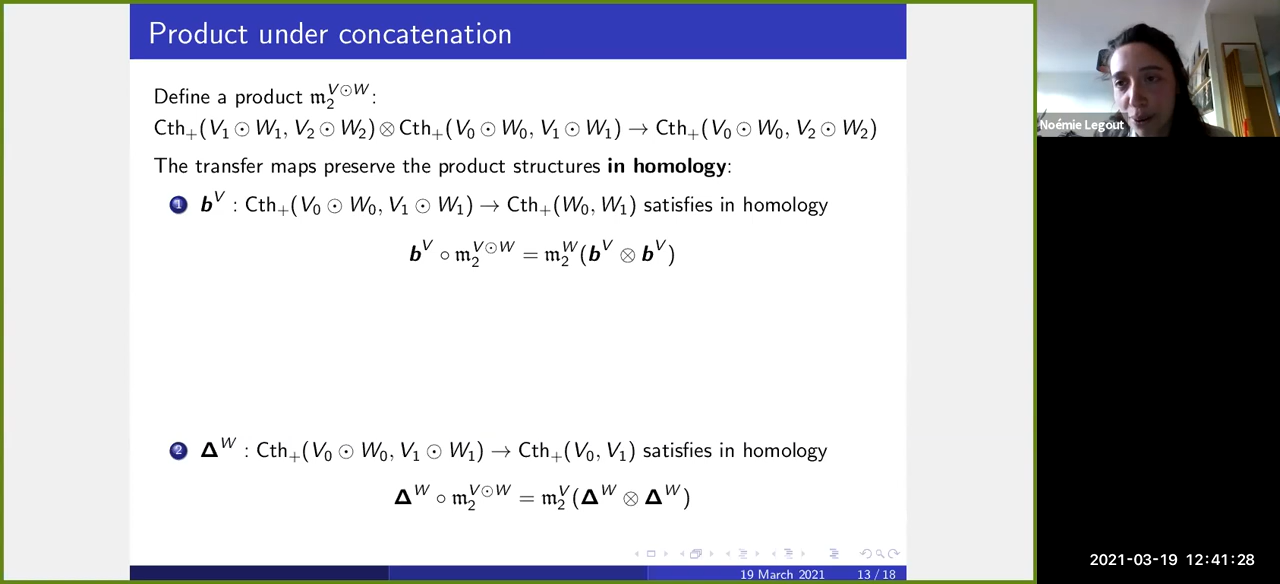 Product under concatenation
Define a product 𝔪₂^{V⊙W}:
Cth₊(V₁ ⊙ W₁, V₂ ⊙ W₂) ⊗ Cth₊(V₀ ⊙ W₀, V₁ ⊙ W₁) → Cth₊(V₀ ⊙ W₀, V₂ ⊙ W₂)
The transfer maps preserve the product structures in homology:
1 b^V : Cth₊(V₀ ⊙ W₀, V₁ ⊙ W₁) → Cth₊(W₀, W₁) satisfies in homology
b^V ∘ 𝔪₂^{V⊙W} = 𝔪₂^W(b^V ⊗ b^V)
2 Δ^W : Cth₊(V₀ ⊙ W₀, V₁ ⊙ W₁) → Cth₊(V₀, V₁) satisfies in homology
Δ^W ∘ 𝔪₂^{V⊙W} = 𝔪₂^V(Δ^W ⊗ Δ^W)
19 March 2021 13 / 18
Noémie Legout
2021-03-19 12:41:28